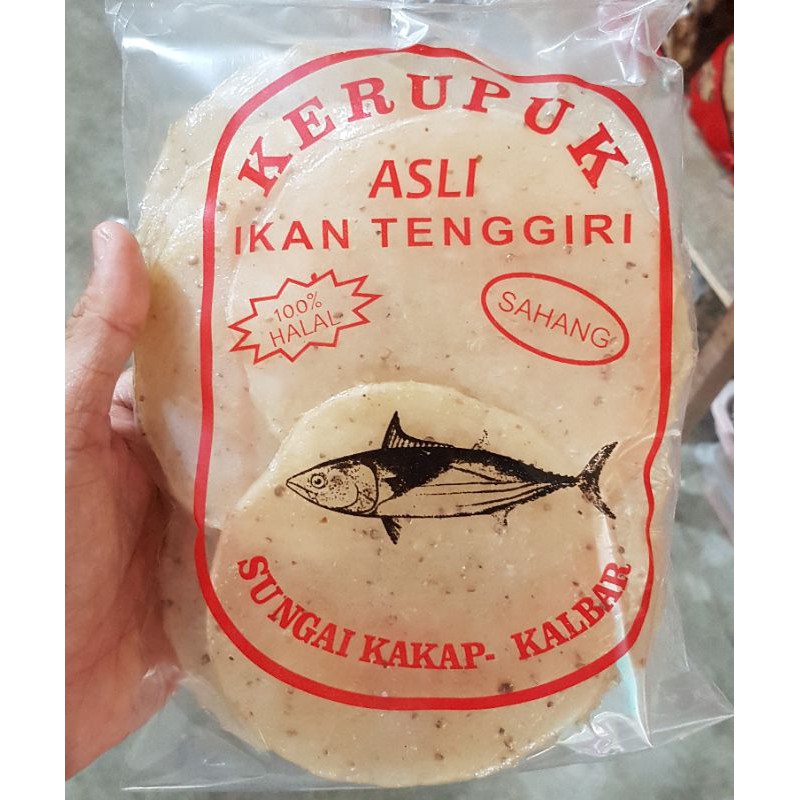 KERUPUK
ASLI
IKAN TENGGIRI
100%
HALAL
SAHANG
SUNGAI KAKAP- KALBAR